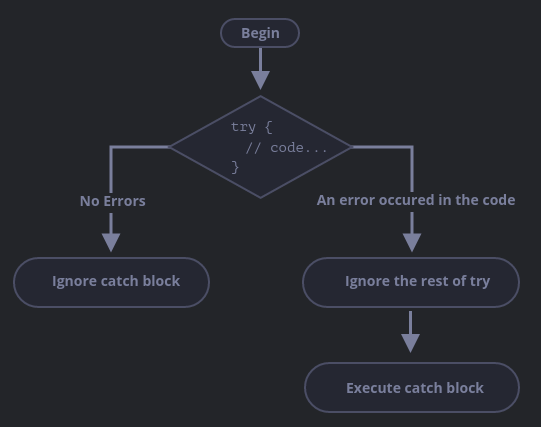 Begin
try {
// code...
}
No Errors
An error occured in the code
Ignore catch block
Ignore the rest of try
Execute catch block